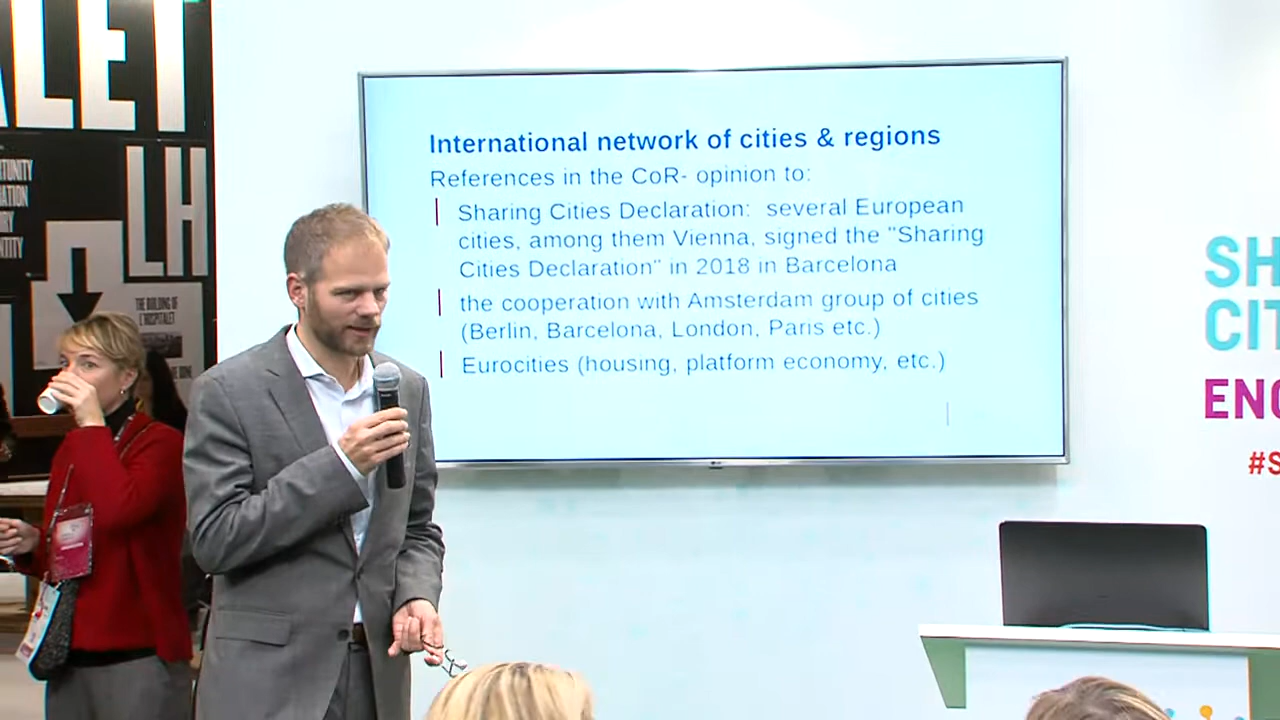 LET
LH
THE BUILDING OF
L'HOSPITALET
International network of cities & regions
References in the CoR- opinion to:
Sharing Cities Declaration: several European
cities, among them Vienna, signed the "Sharing
Cities Declaration" in 2018 in Barcelona
the cooperation with Amsterdam group of cities
(Berlin, Barcelona, London, Paris etc.)
Eurocities (housing, platform economy, etc.)
SH
CIT
ENC
#S